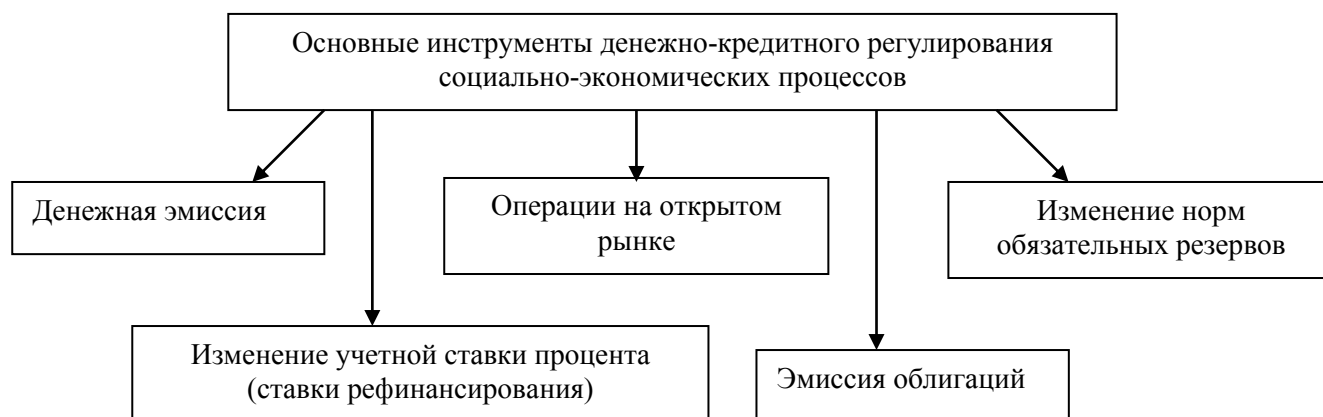 Основные инструменты денежно-кредитного регулирования
социально-экономических процессов
Денежная эмиссия
Операции на открытом
рынке
Изменение норм
обязательных резервов
Изменение учетной ставки процента
(ставки рефинансирования)
Эмиссия облигаций